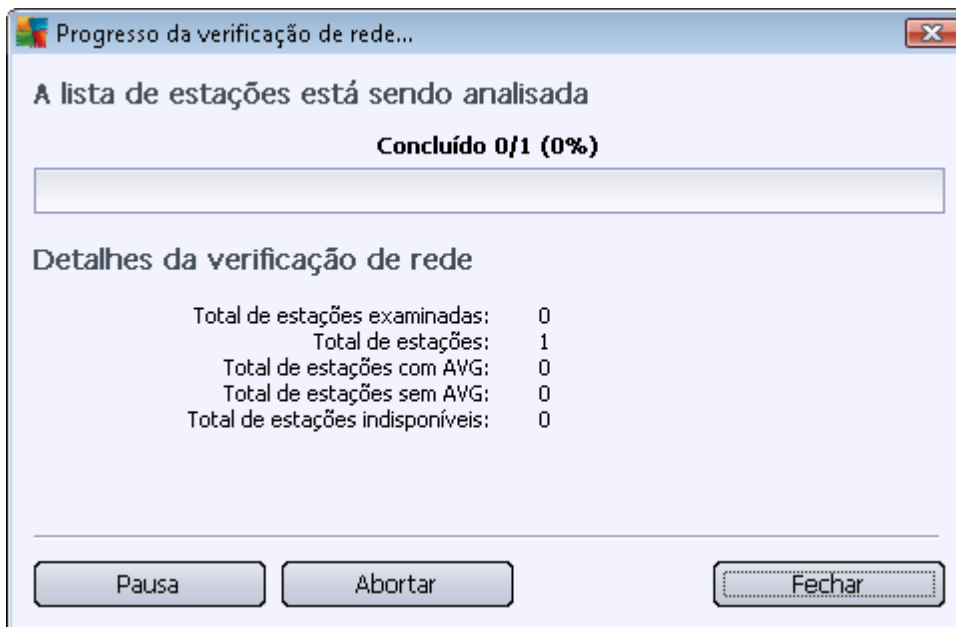 Progresso da verificação de rede...
A lista de estações está sendo analisada
Concluído 0/1 (0%)
Detalhes da verificação de rede
Total de estações examinadas: 0
Total de estações: 1
Total de estações com AVG: 0
Total de estações sem AVG: 0
Total de estações indisponíveis: 0
Pausa Abortar Fechar